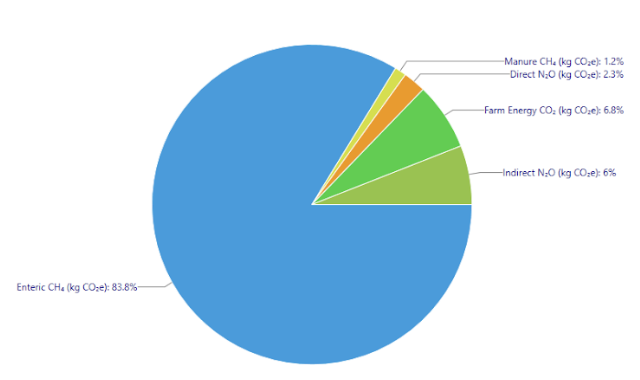 Manure CH₄ (kg CO₂e): 1.2%
Direct N₂O (kg CO₂e): 2.3%
Farm Energy CO₂ (kg CO₂e): 6.8%
Indirect N₂O (kg CO₂e): 6%
Enteric CH₄ (kg CO₂e): 83.8%